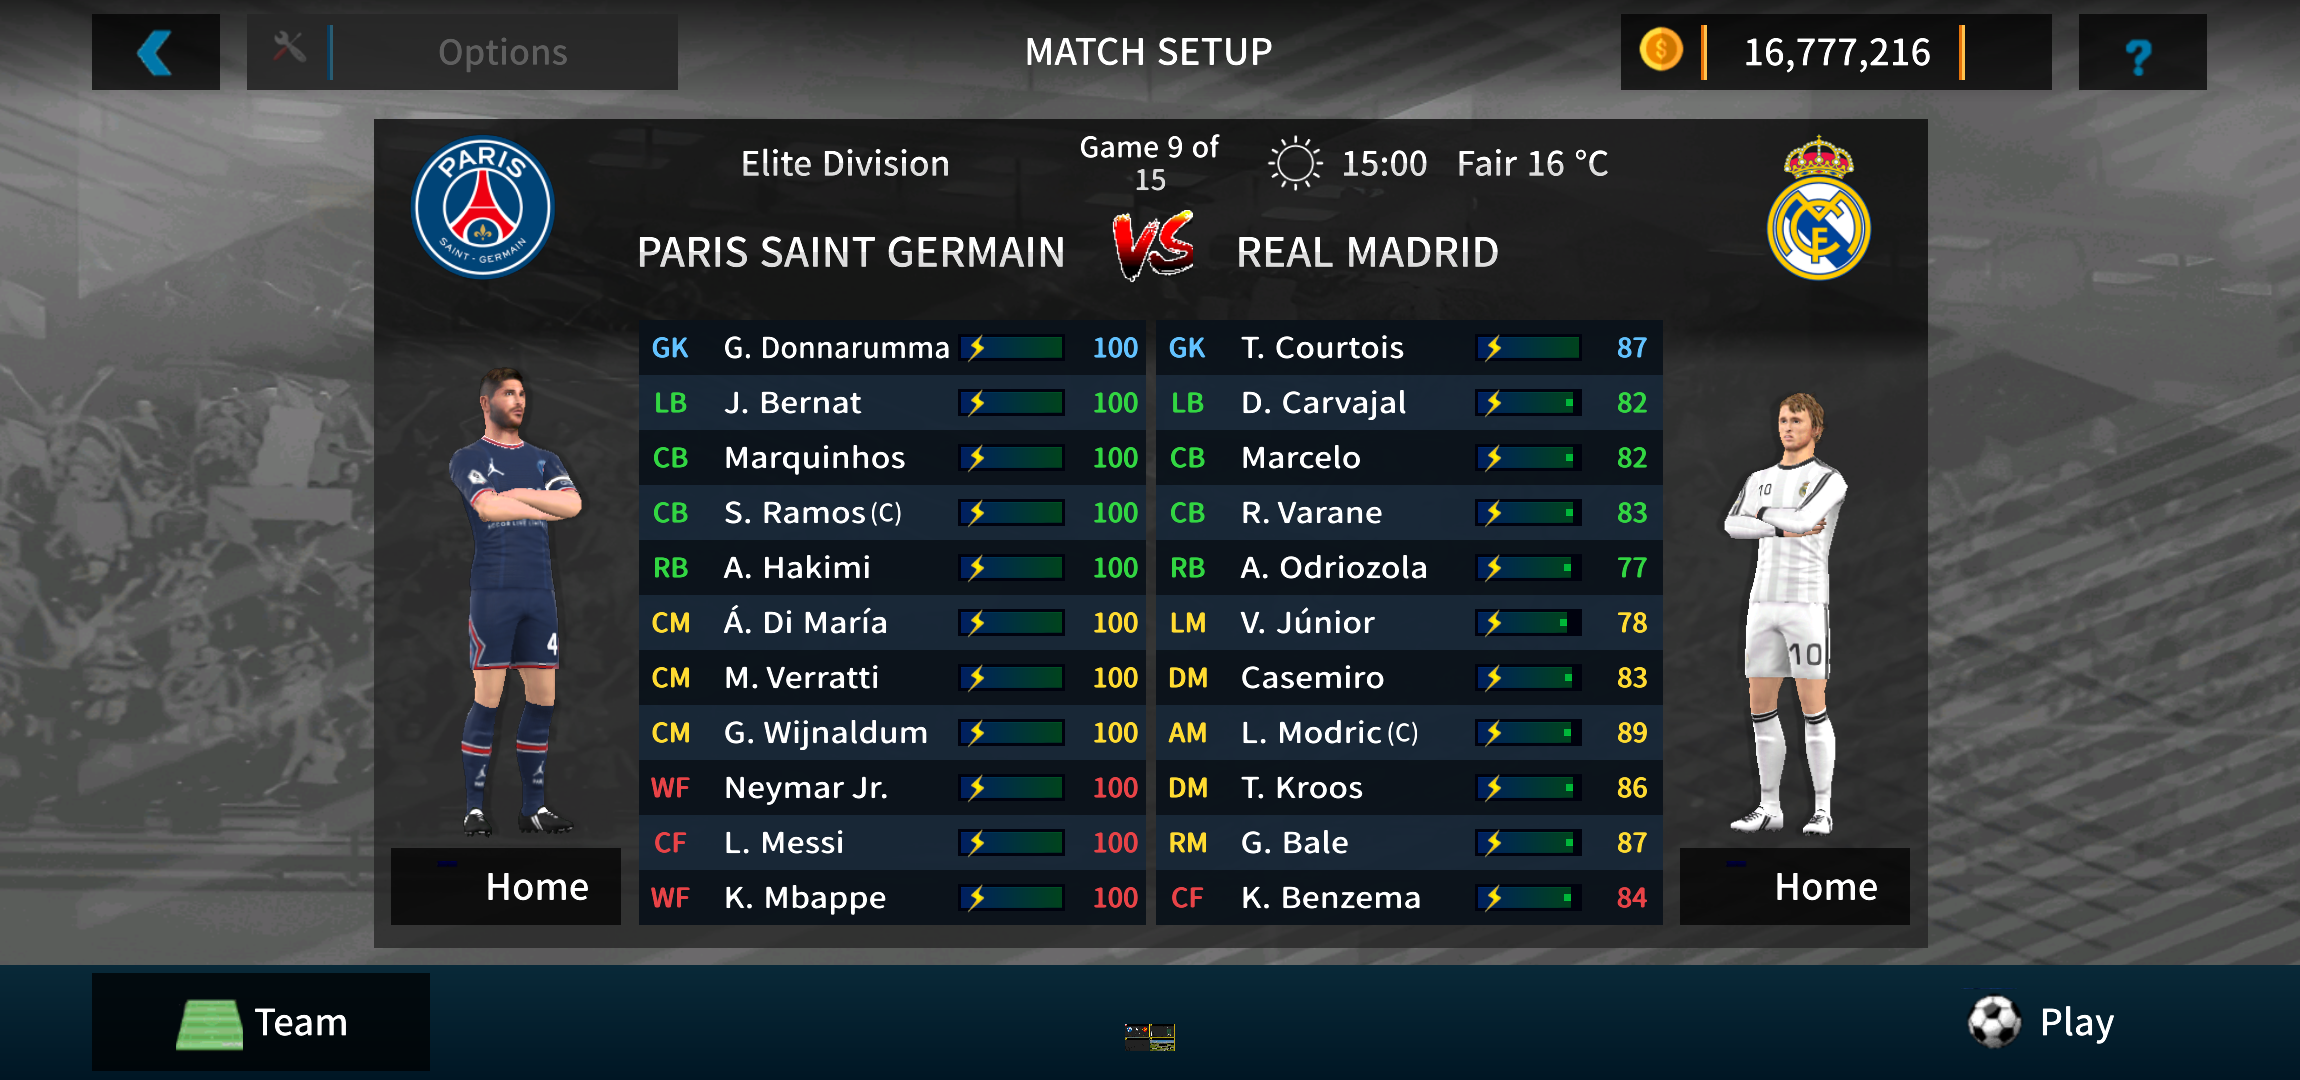 Options
MATCH SETUP
16,777,216
?
PARIS
SAINT-GERMAIN
Elite Division
Game 9 of
15
15:00 Fair 16 °C
PARIS SAINT GERMAIN
VS
REAL MADRID
GK G. Donnarumma 100
LB J. Bernat 100
CB Marquinhos 100
CB S. Ramos (C) 100
RB A. Hakimi 100
CM Á. Di María 100
CM M. Verratti 100
CM G. Wijnaldum 100
WF Neymar Jr. 100
CF L. Messi 100
WF K. Mbappe 100
GK T. Courtois 87
LB D. Carvajal 82
CB Marcelo 82
CB R. Varane 83
RB A. Odriozola 77
LM V. Júnior 78
DM Casemiro 83
AM L. Modric (C) 89
DM T. Kroos 86
RM G. Bale 87
CF K. Benzema 84
4
10
10
Home
Home
Team
Play